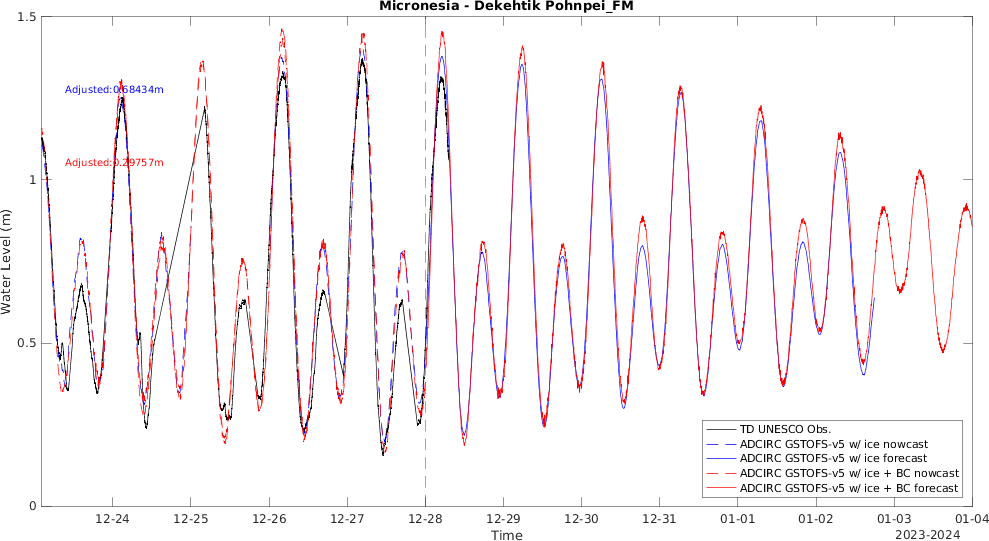 Micronesia - Dekehtik Pohnpei_FM
1.5
1
0.5
0
Water Level (m)
Adjusted:0.68434m
Adjusted:0.29757m
TD UNESCO Obs.
ADCIRC GSTOFS-v5 w/ ice nowcast
ADCIRC GSTOFS-v5 w/ ice forecast
ADCIRC GSTOFS-v5 w/ ice + BC nowcast
ADCIRC GSTOFS-v5 w/ ice + BC forecast
12-24 12-25 12-26 12-27 12-28 12-29 12-30 12-31 01-01 01-02 01-03 01-04
Time
2023-2024